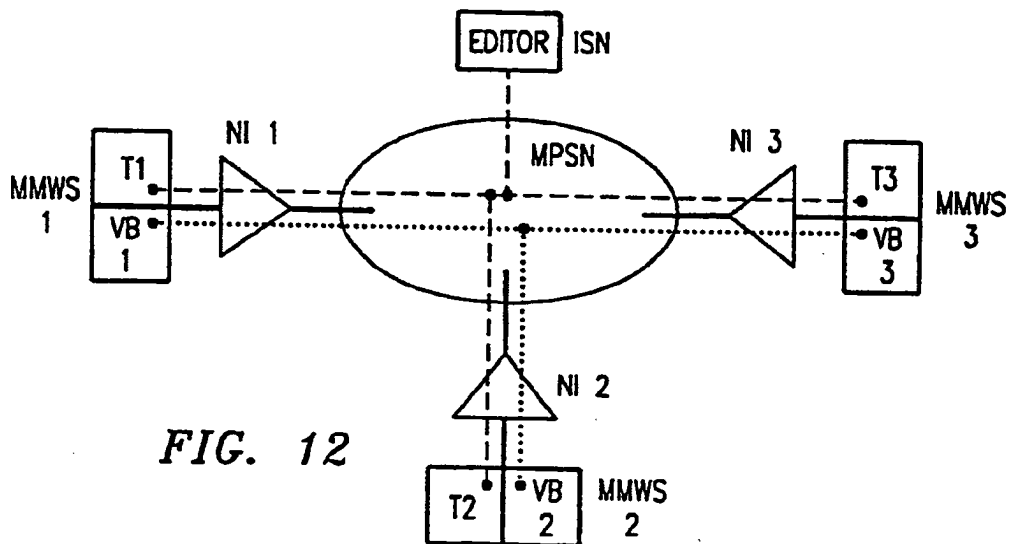 EDITOR ISN
NI 1
MPSN
NI 3
MMWS
1
T1
VB
1
T3
VB
3
MMWS
3
NI 2
FIG. 12
T2
VB
2
MMWS
2